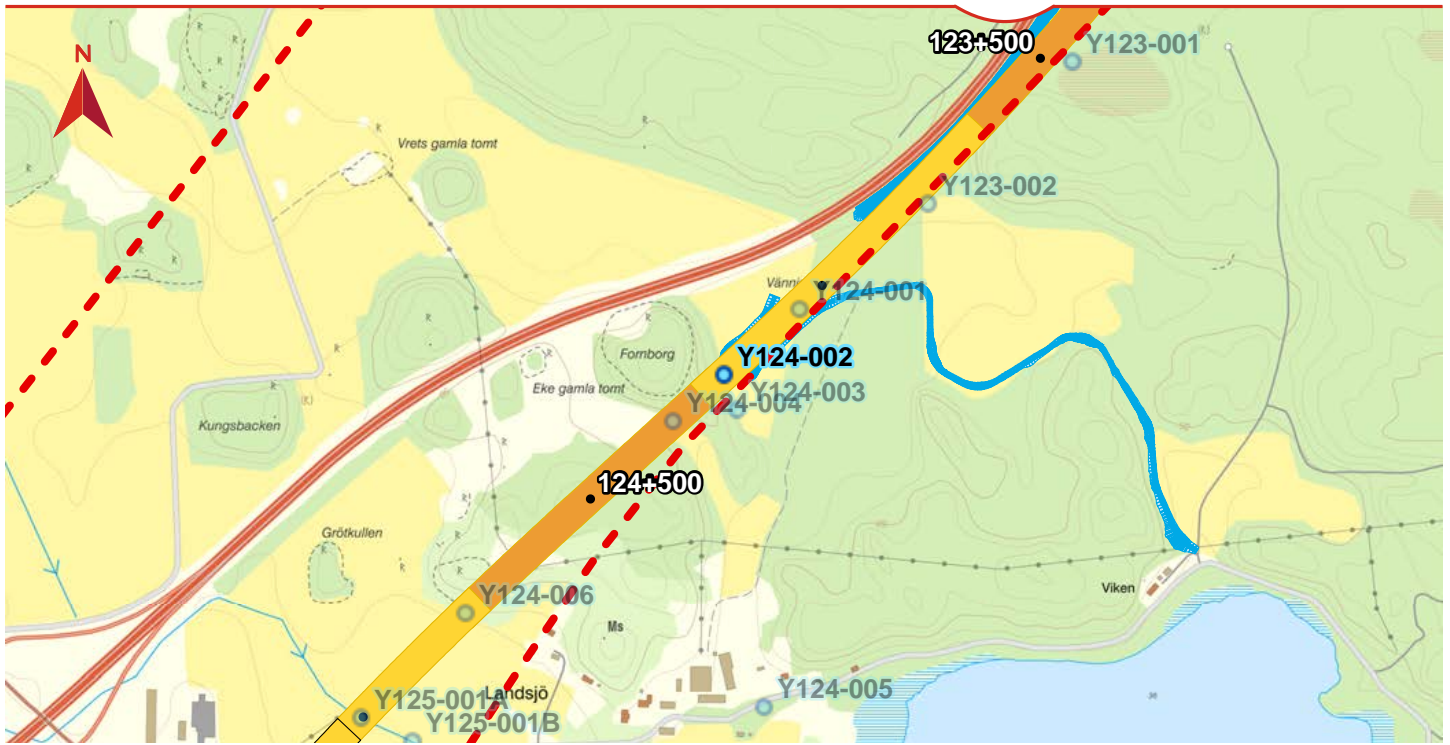 N
123+500
Y123-001
(R)
R
R
R
R
R
R
Vrets gamla tomt
R
R
Y123-002
R
R
R
Vänni
Y124-001
R
R
R
Fornborg
Y124-002
R
Eke gamla tomt
Y124-003
(R)
Y124-004
Kungsbacken
R
R
R
124+500
Grötkullen
R
R
Viken
Y124-006
Ms
Y124-005
Landsjö
Y125-001A
Y125-001B